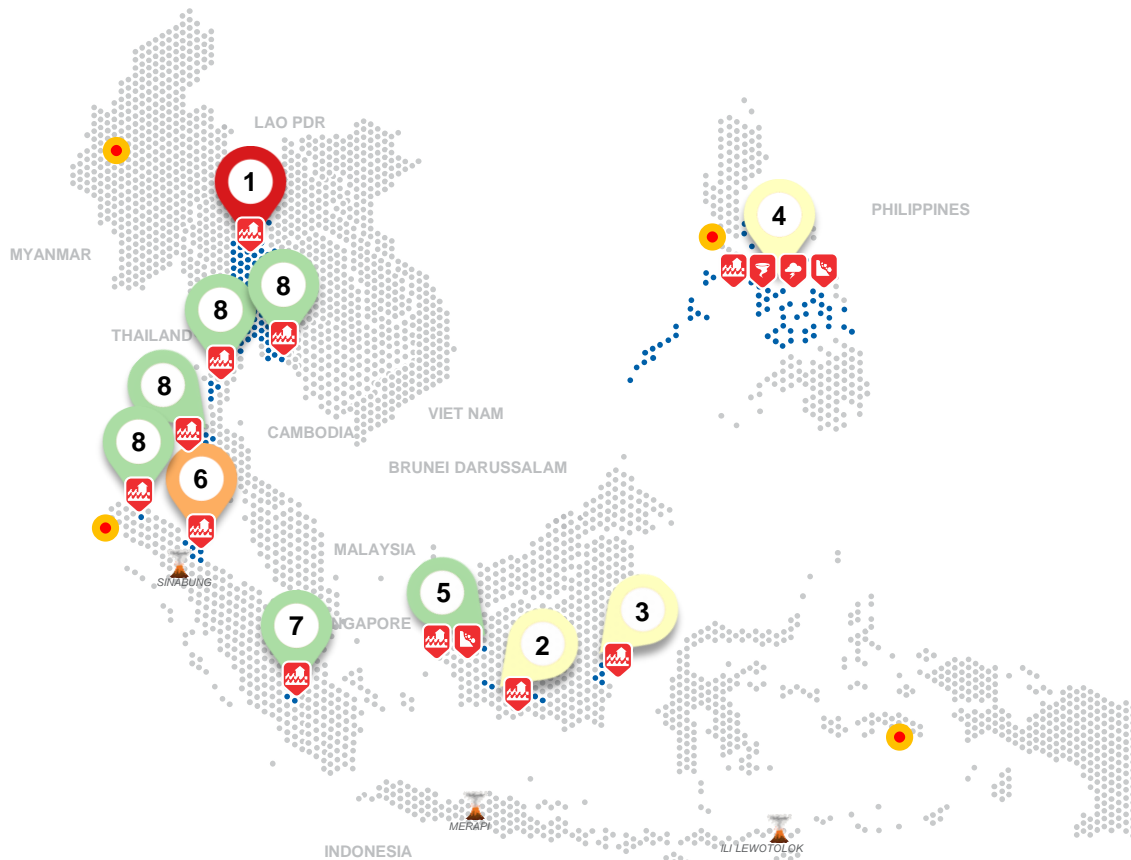 LAO PDR
1
4
PHILIPPINES
MYANMAR
8
8
THAILAND
8
VIET NAM
8
CAMBODIA
BRUNEI DARUSSALAM
6
MALAYSIA
SINABUNG
5
3
7
NGAPORE
2
MERAPI
ILI LEWOTOLOK
INDONESIA